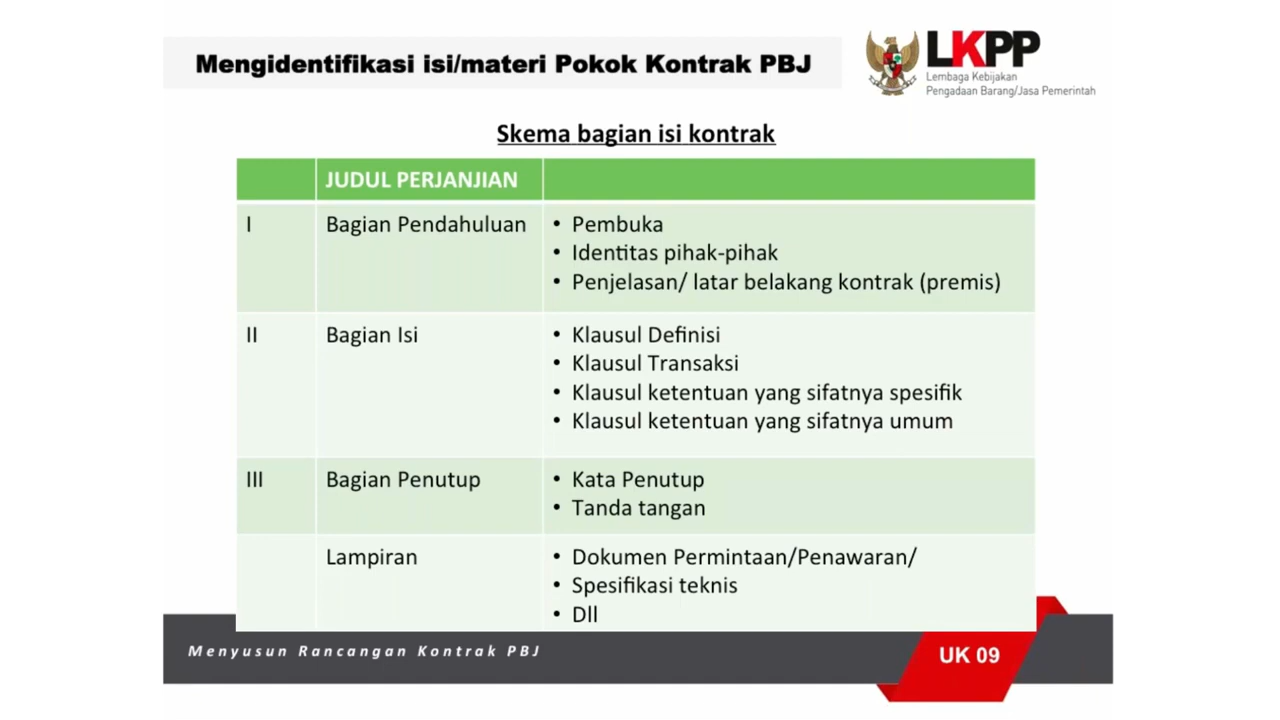 Mengidentifikasi isi/materi Pokok Kontrak PBJ
LKPP
Lembaga Kebijakan
Pengadaan Barang/Jasa Pemerintah
Skema bagian isi kontrak
JUDUL PERJANJIAN
I
Bagian Pendahuluan
• Pembuka
• Identitas pihak-pihak
• Penjelasan/ latar belakang kontrak (premis)
II
Bagian Isi
• Klausul Definisi
• Klausul Transaksi
• Klausul ketentuan yang sifatnya spesifik
• Klausul ketentuan yang sifatnya umum
III
Bagian Penutup
• Kata Penutup
• Tanda tangan
Lampiran
• Dokumen Permintaan/Penawaran/
• Spesifikasi teknis
• Dll
Menyusun Rancangan Kontrak PBJ
UK 09